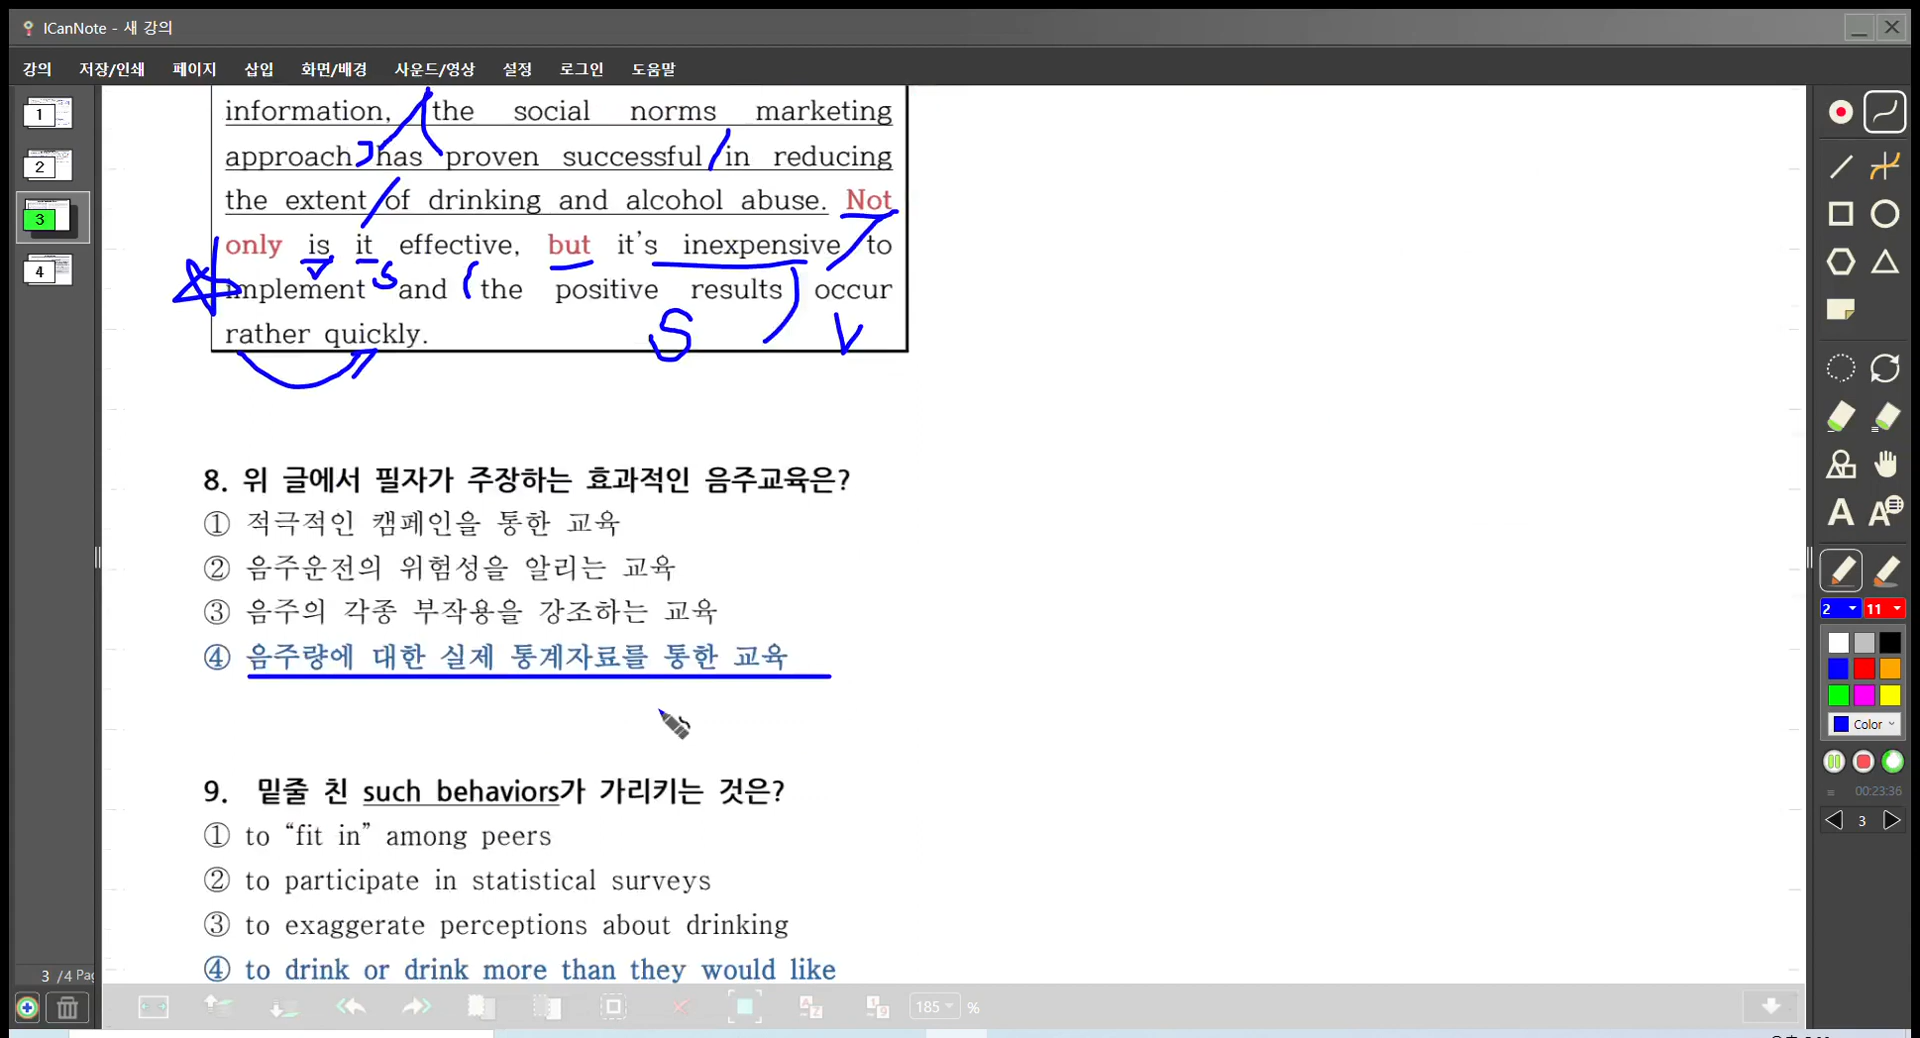 ICanNote - 새 강의
강의 저장/인쇄 페이지 삽입 화면/배경 사운드/영상 설정 로그인 도움말
1
2
3
4
information, the social norms marketing
approach has proven successful in reducing
the extent of drinking and alcohol abuse. Not
only is it effective, but it's inexpensive to
implement and the positive results occur
rather quickly.
S
V
S
V
8. 위 글에서 필자가 주장하는 효과적인 음주교육은?
① 적극적인 캠페인을 통한 교육
② 음주운전의 위험성을 알리는 교육
③ 음주의 각종 부작용을 강조하는 교육
④ 음주량에 대한 실제 통계자료를 통한 교육
9. 밑줄 친 such behaviors가 가리키는 것은?
① to “fit in” among peers
② to participate in statistical surveys
③ to exaggerate perceptions about drinking
④ to drink or drink more than they would like
2 11
Color
00:23:36
3
3 /4 Pa
185 %